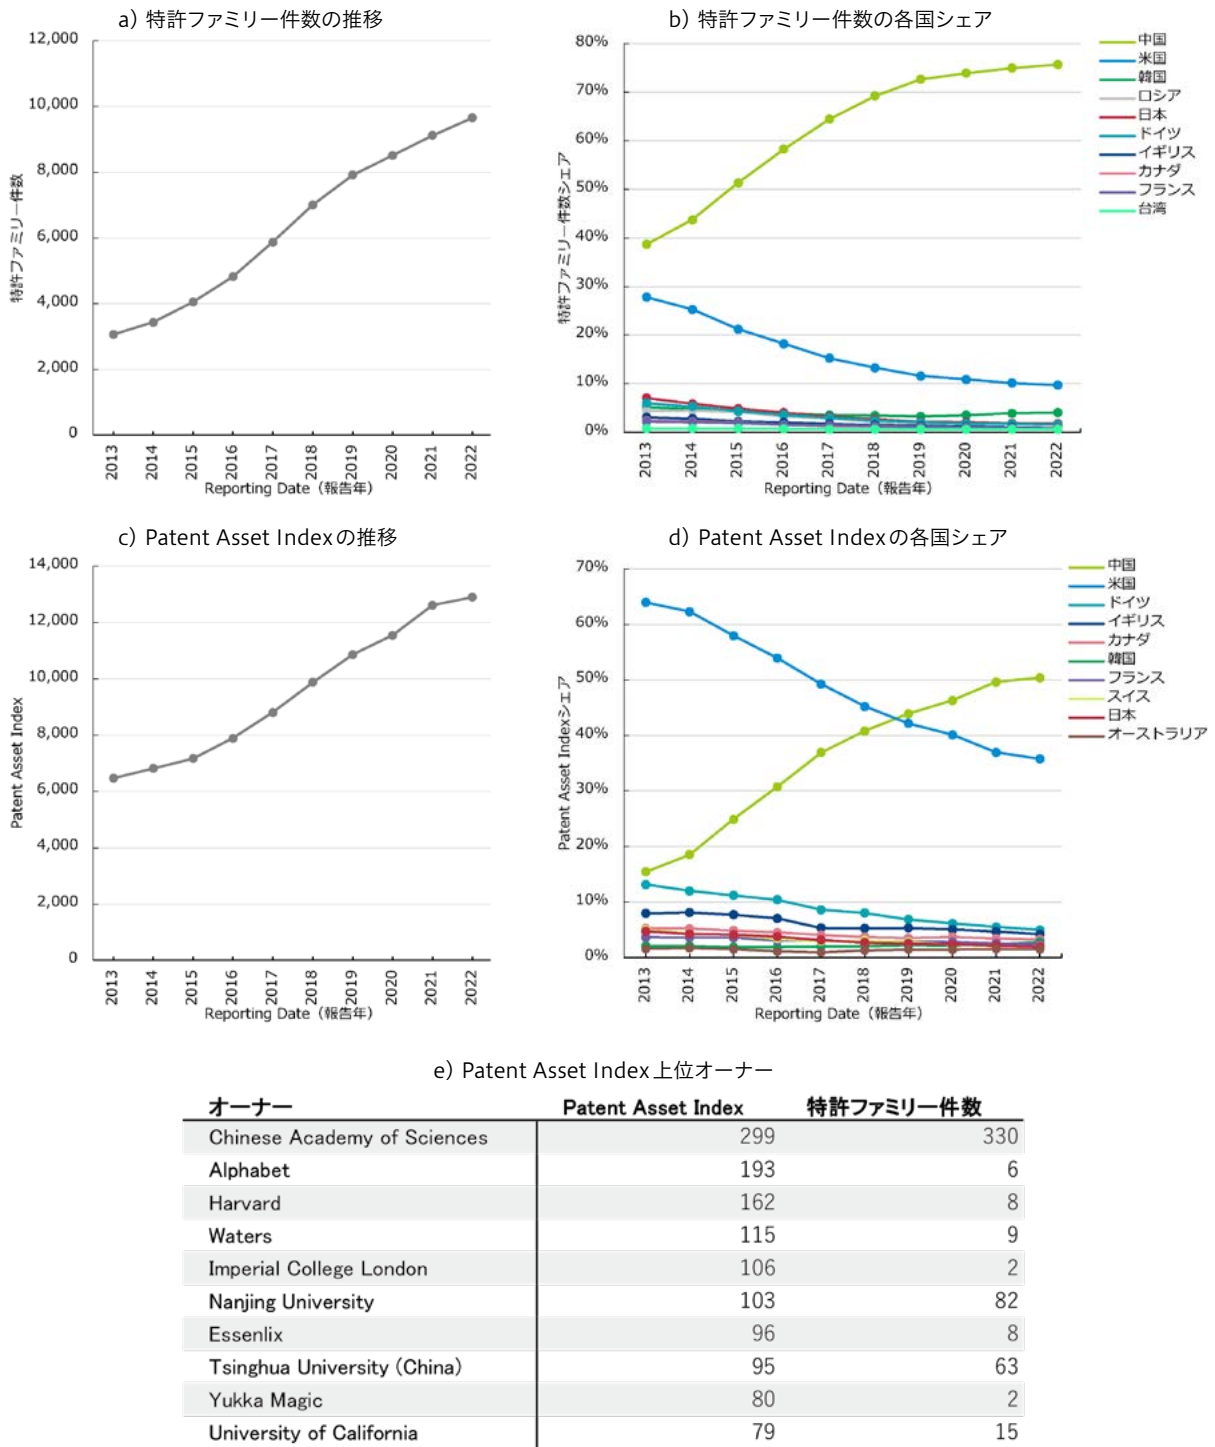 a) 特許ファミリー件数の推移
12,000
10,000
8,000
6,000
4,000
2,000
0
特許ファミリー件数
2013
2014
2015
2016
2017
2018
2019
2020
2021
2022
Reporting Date（報告年）
b) 特許ファミリー件数の各国シェア
80%
70%
60%
50%
40%
30%
20%
10%
0%
特許ファミリー件数シェア
2013
2014
2015
2016
2017
2018
2019
2020
2021
2022
Reporting Date（報告年）
中国
米国
韓国
ロシア
日本
ドイツ
イギリス
カナダ
フランス
台湾
c) Patent Asset Indexの推移
14,000
12,000
10,000
8,000
6,000
4,000
2,000
0
Patent Asset Index
2013
2014
2015
2016
2017
2018
2019
2020
2021
2022
Reporting Date（報告年）
d) Patent Asset Indexの各国シェア
70%
60%
50%
40%
30%
20%
10%
0%
Patent Asset Indexシェア
2013
2014
2015
2016
2017
2018
2019
2020
2021
2022
Reporting Date（報告年）
中国
米国
ドイツ
イギリス
カナダ
韓国
フランス
スイス
日本
オーストラリア
e) Patent Asset Index上位オーナー
オーナー Patent Asset Index 特許ファミリー件数
Chinese Academy of Sciences 299 330
Alphabet 193 6
Harvard 162 8
Waters 115 9
Imperial College London 106 2
Nanjing University 103 82
Essenlix 96 8
Tsinghua University (China) 95 63
Yukka Magic 80 2
University of California 79 15